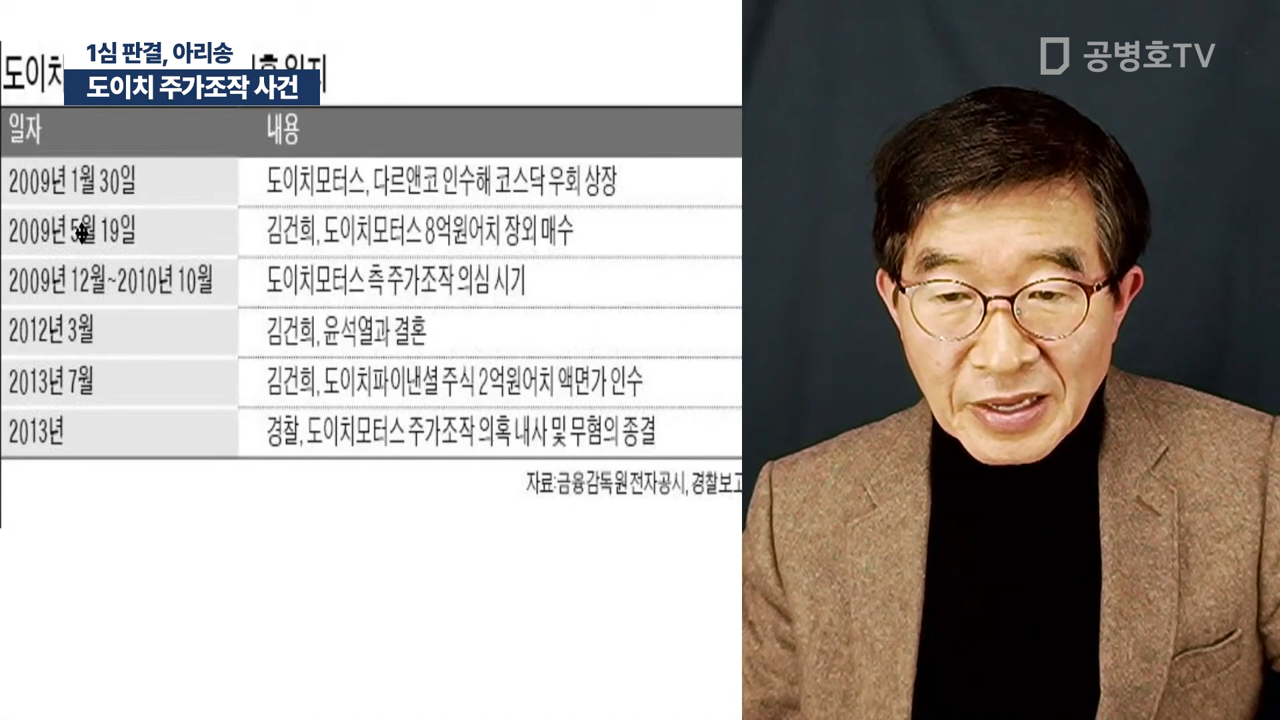 1심 판결, 아리송
도이치 주가조작 사건
공병호TV
도이치
일지
일자 내용
2009년 1월 30일 도이치모터스, 다르앤코 인수해 코스닥 우회 상장
2009년 5월 19일 김건희, 도이치모터스 8억원어치 장외 매수
2009년 12월~2010년 10월 도이치모터스 측 주가조작 의심 시기
2012년 3월 김건희, 윤석열과 결혼
2013년 7월 김건희, 도이치파이낸셜 주식 2억원어치 액면가 인수
2013년 경찰, 도이치모터스 주가조작 의혹 내사 및 무혐의 종결
자료:금융감독원 전자공시, 경찰보고